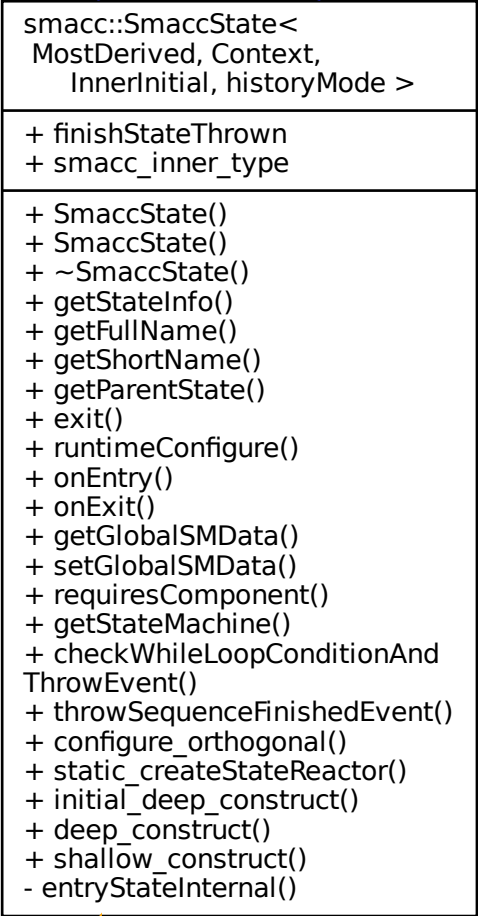 smacc::SmaccState<
MostDerived, Context,
InnerInitial, historyMode >
+ finishStateThrown
+ smacc_inner_type
+ SmaccState()
+ SmaccState()
+ ~SmaccState()
+ getStateInfo()
+ getFullName()
+ getShortName()
+ getParentState()
+ exit()
+ runtimeConfigure()
+ onEntry()
+ onExit()
+ getGlobalSMData()
+ setGlobalSMData()
+ requiresComponent()
+ getStateMachine()
+ checkWhileLoopConditionAnd
ThrowEvent()
+ throwSequenceFinishedEvent()
+ configure_orthogonal()
+ static_createStateReactor()
+ initial_deep_construct()
+ deep_construct()
+ shallow_construct()
- entryStateInternal()